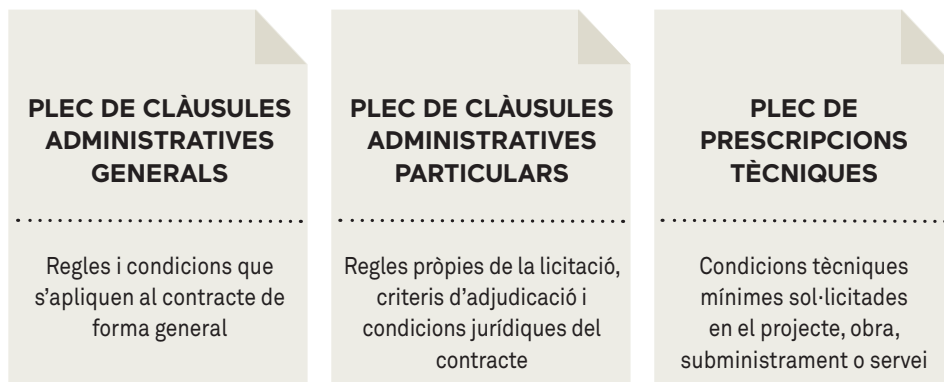 PLEC DE CLÀUSULES
ADMINISTRATIVES
GENERALS
Regles i condicions que
s’apliquen al contracte de
forma general
PLEC DE CLÀUSULES
ADMINISTRATIVES
PARTICULARS
Regles pròpies de la licitació,
criteris d’adjudicació i
condicions jurídiques del
contracte
PLEC DE
PRESCRIPCIONS
TÈCNIQUES
Condicions tècniques
mínimes sol·licitades
en el projecte, obra,
subministrament o servei